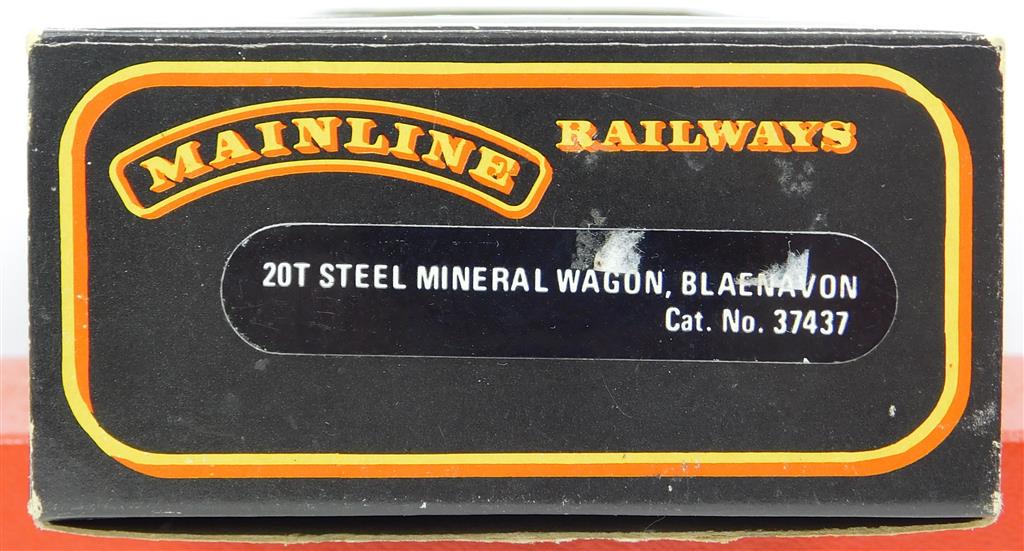 MAINLINE RAILWAYS
20T STEEL MINERAL WAGON, BLAENAVON
Cat. No. 37437